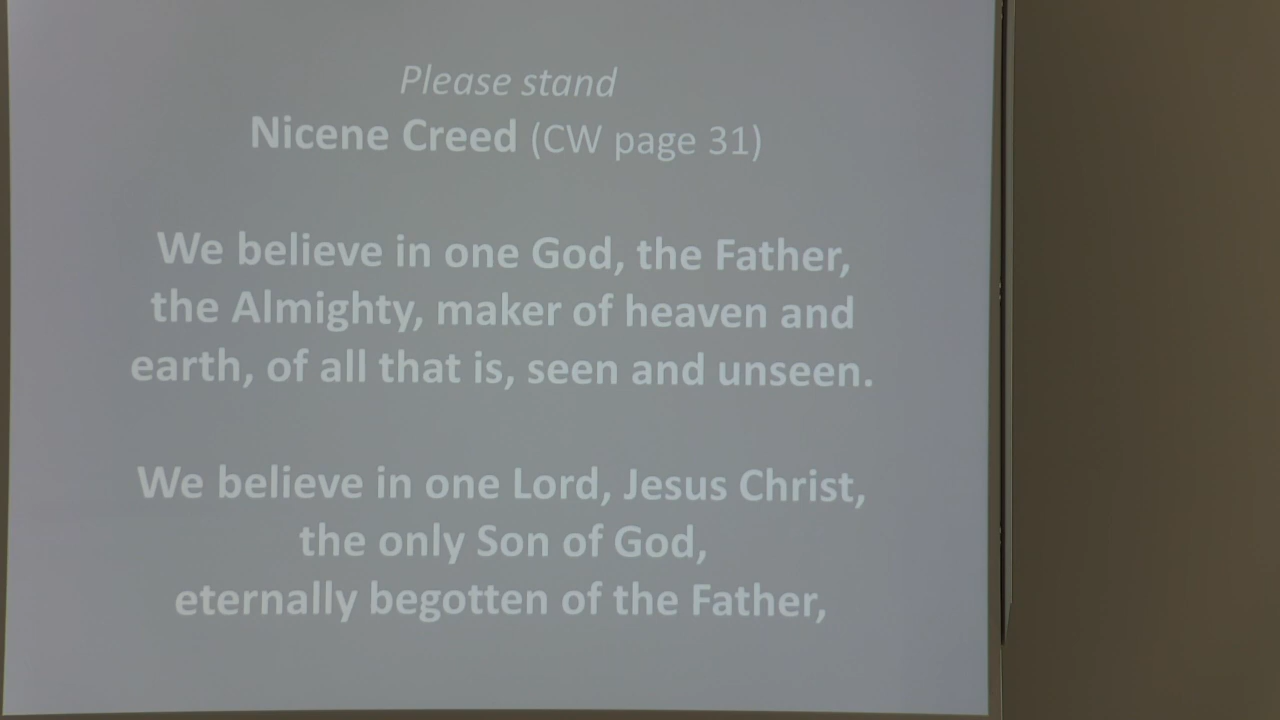 Please stand
Nicene Creed (CW page 31)
We believe in one God, the Father,
the Almighty, maker of heaven and
earth, of all that is, seen and unseen.
We believe in one Lord, Jesus Christ,
the only Son of God,
eternally begotten of the Father,